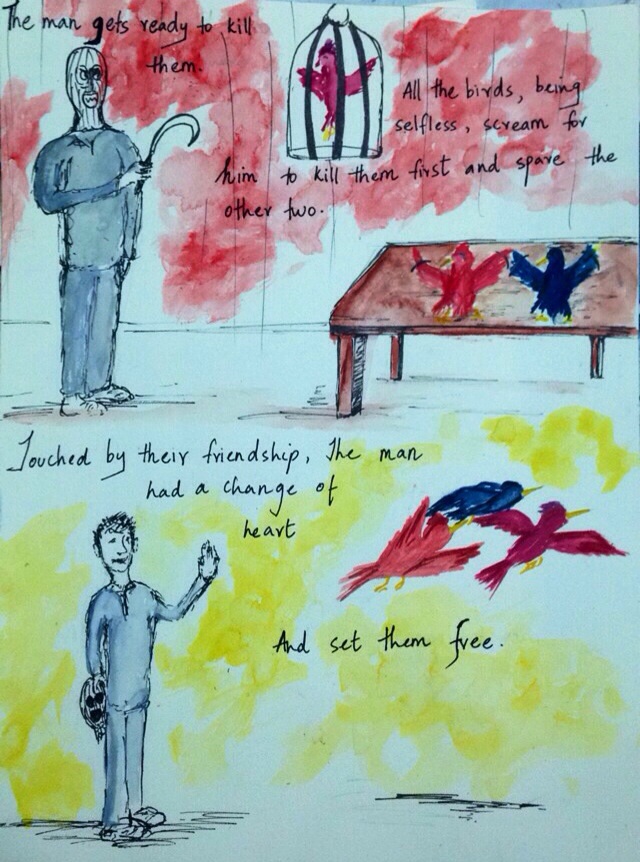 The man gets ready to kill
them.
All the birds, being
selfless, scream for
him to kill them first and spare the
other two.
Touched by their friendship, The man
had a change of
heart
And set them free.